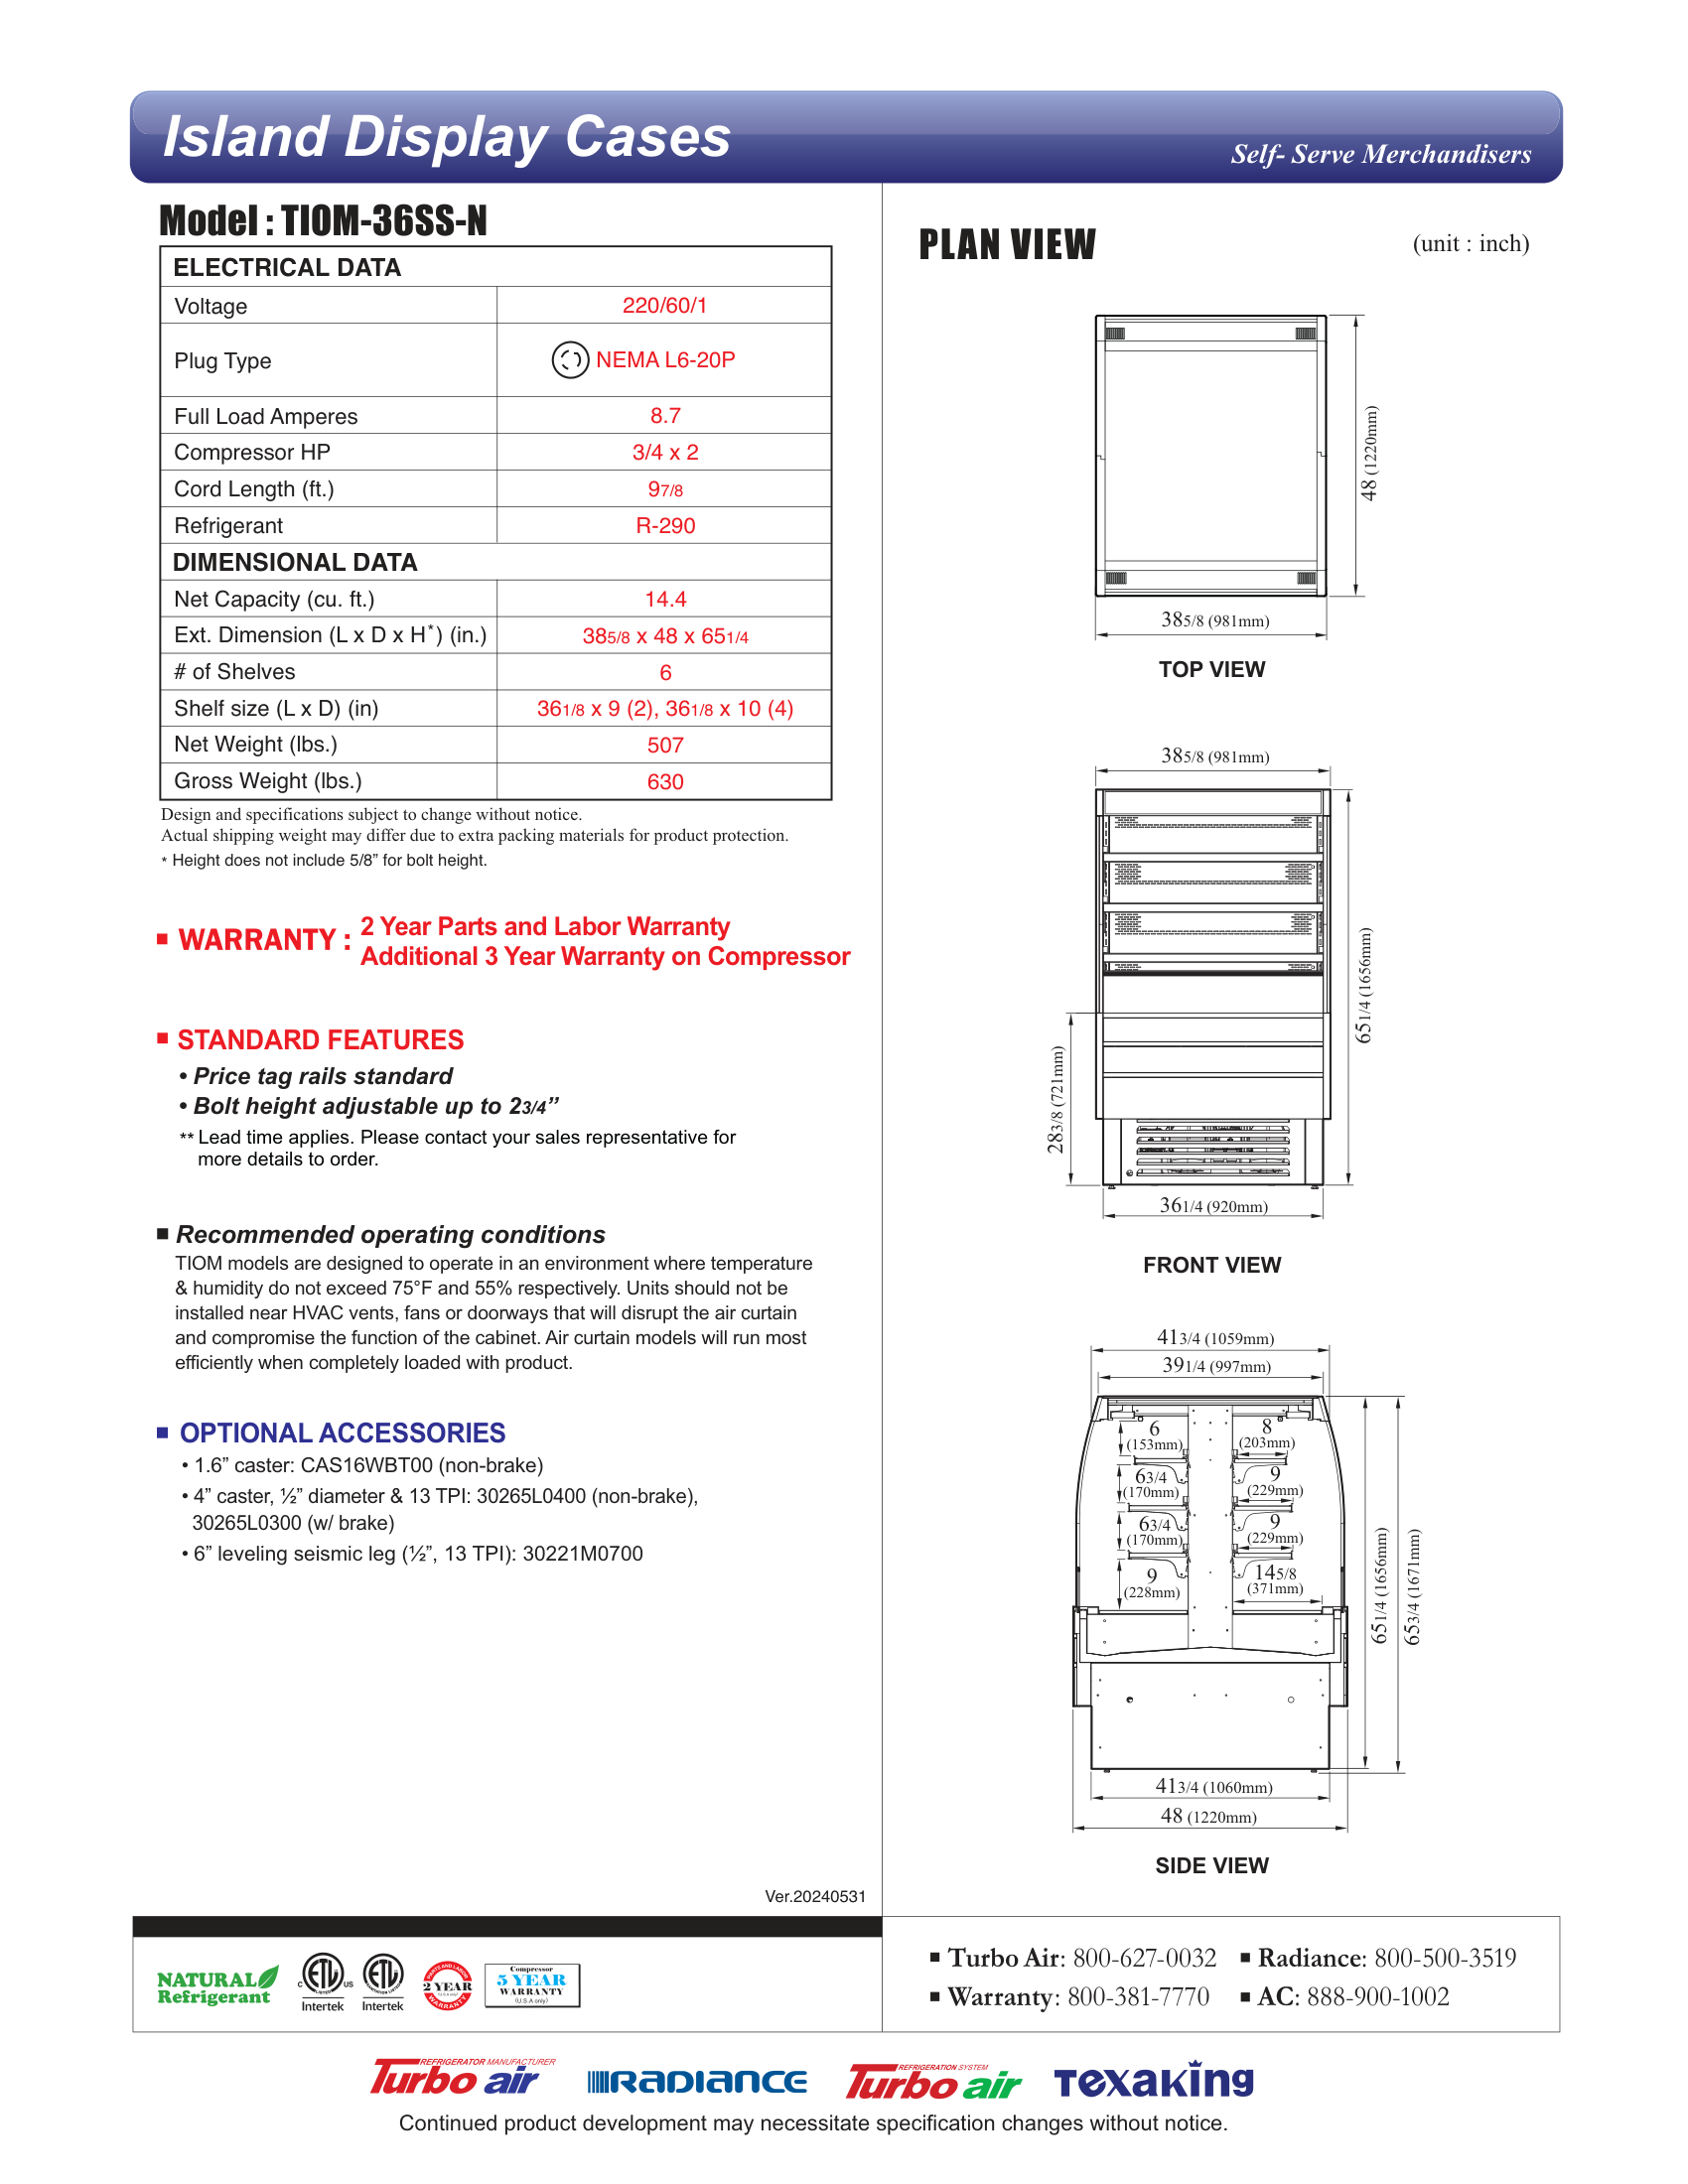 Island Display Cases
Self- Serve Merchandisers
Model : TIOM-36SS-N
ELECTRICAL DATA
Voltage 220/60/1
Plug Type NEMA L6-20P
Full Load Amperes 8.7
Compressor HP 3/4 x 2
Cord Length (ft.) 97/8
Refrigerant R-290
DIMENSIONAL DATA
Net Capacity (cu. ft.) 14.4
Ext. Dimension (L x D x H*) (in.) 385/8 x 48 x 651/4
# of Shelves 6
Shelf size (L x D) (in) 361/8 x 9 (2), 361/8 x 10 (4)
Net Weight (lbs.) 507
Gross Weight (lbs.) 630
Design and specifications subject to change without notice.
Actual shipping weight may differ due to extra packing materials for product protection.
* Height does not include 5/8” for bolt height.
WARRANTY : 2 Year Parts and Labor Warranty
Additional 3 Year Warranty on Compressor
STANDARD FEATURES
• Price tag rails standard
• Bolt height adjustable up to 23/4”
** Lead time applies. Please contact your sales representative for
more details to order.
Recommended operating conditions
TIOM models are designed to operate in an environment where temperature
& humidity do not exceed 75°F and 55% respectively. Units should not be
installed near HVAC vents, fans or doorways that will disrupt the air curtain
and compromise the function of the cabinet. Air curtain models will run most
efficiently when completely loaded with product.
OPTIONAL ACCESSORIES
• 1.6” caster: CAS16WBT00 (non-brake)
• 4” caster, ½” diameter & 13 TPI: 30265L0400 (non-brake),
30265L0300 (w/ brake)
• 6” leveling seismic leg (½”, 13 TPI): 30221M0700
Ver.20240531
PLAN VIEW
(unit : inch)
48 (1220mm)
385/8 (981mm)
TOP VIEW
385/8 (981mm)
651/4 (1656mm)
283/8 (721mm)
361/4 (920mm)
FRONT VIEW
413/4 (1059mm)
391/4 (997mm)
6 8
(153mm) (203mm)
63/4 9
(170mm) (229mm)
63/4 9
(170mm) (229mm)
9 145/8
(228mm) (371mm)
651/4 (1656mm)
653/4 (1671mm)
413/4 (1060mm)
48 (1220mm)
SIDE VIEW
NATURAL
Refrigerant
C ETL US
LISTED
Intertek
ETL
Intertek
PARTS AND LABOR
2 YEAR
WARRANTY
Compressor
5 YEAR
WARRANTY
(U.S.A only)
Turbo Air: 800-627-0032 Radiance: 800-500-3519
Warranty: 800-381-7770 AC: 888-900-1002
REFRIGERATOR MANUFACTURER
Turbo air
RADIANCE
REFRIGERATION SYSTEM
Turbo air
Texaking
Continued product development may necessitate specification changes without notice.